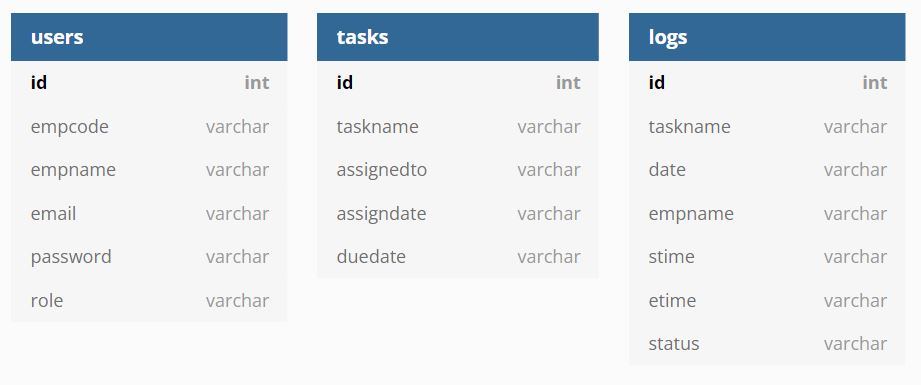 users
id int
empcode varchar
empname varchar
email varchar
password varchar
role varchar
tasks
id int
taskname varchar
assignedto varchar
assigndate varchar
duedate varchar
logs
id int
taskname varchar
date varchar
empname varchar
stime varchar
etime varchar
status varchar